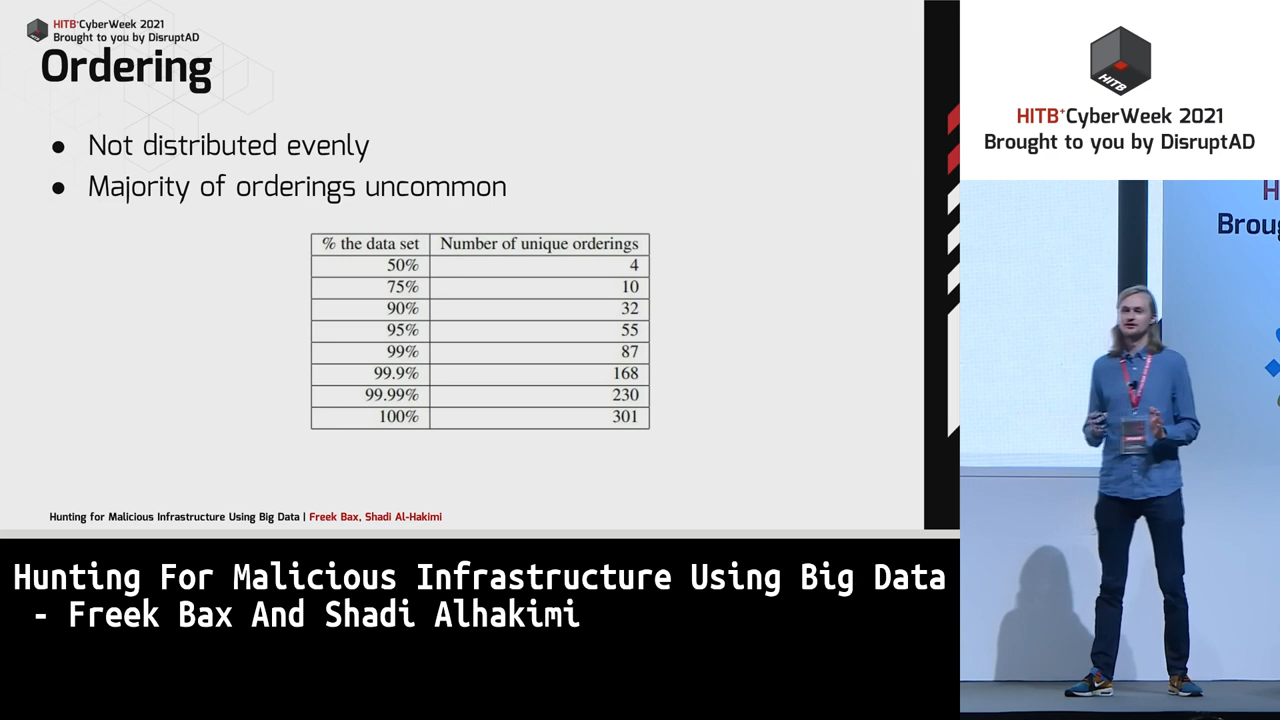 HITB+CyberWeek 2021
Brought to you by DisruptAD
Ordering
● Not distributed evenly
● Majority of orderings uncommon
% the data set Number of unique orderings
50% 4
75% 10
90% 32
95% 55
99% 87
99.9% 168
99.99% 230
100% 301
Hunting for Malicious Infrastructure Using Big Data | Freek Bax, Shadi Al-Hakimi
Hunting For Malicious Infrastructure Using Big Data
- Freek Bax And Shadi Alhakimi
HITB
HITB+CyberWeek 2021
Brought to you by DisruptAD
H
Broug